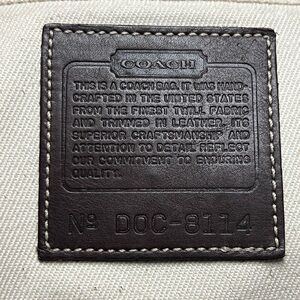 COACH
THIS IS A COACH BAG. IT WAS HAND-
CRAFTED IN THE UNITED STATES
FROM THE FINEST TWILL FABRIC
AND TRIMMED IN LEATHER. ITS
SUPERIOR CRAFTSMANSHIP AND
ATTENTION TO DETAIL REFLECT
OUR COMMITMENT TO ENDURING
QUALITY.
Nº DOC-8114